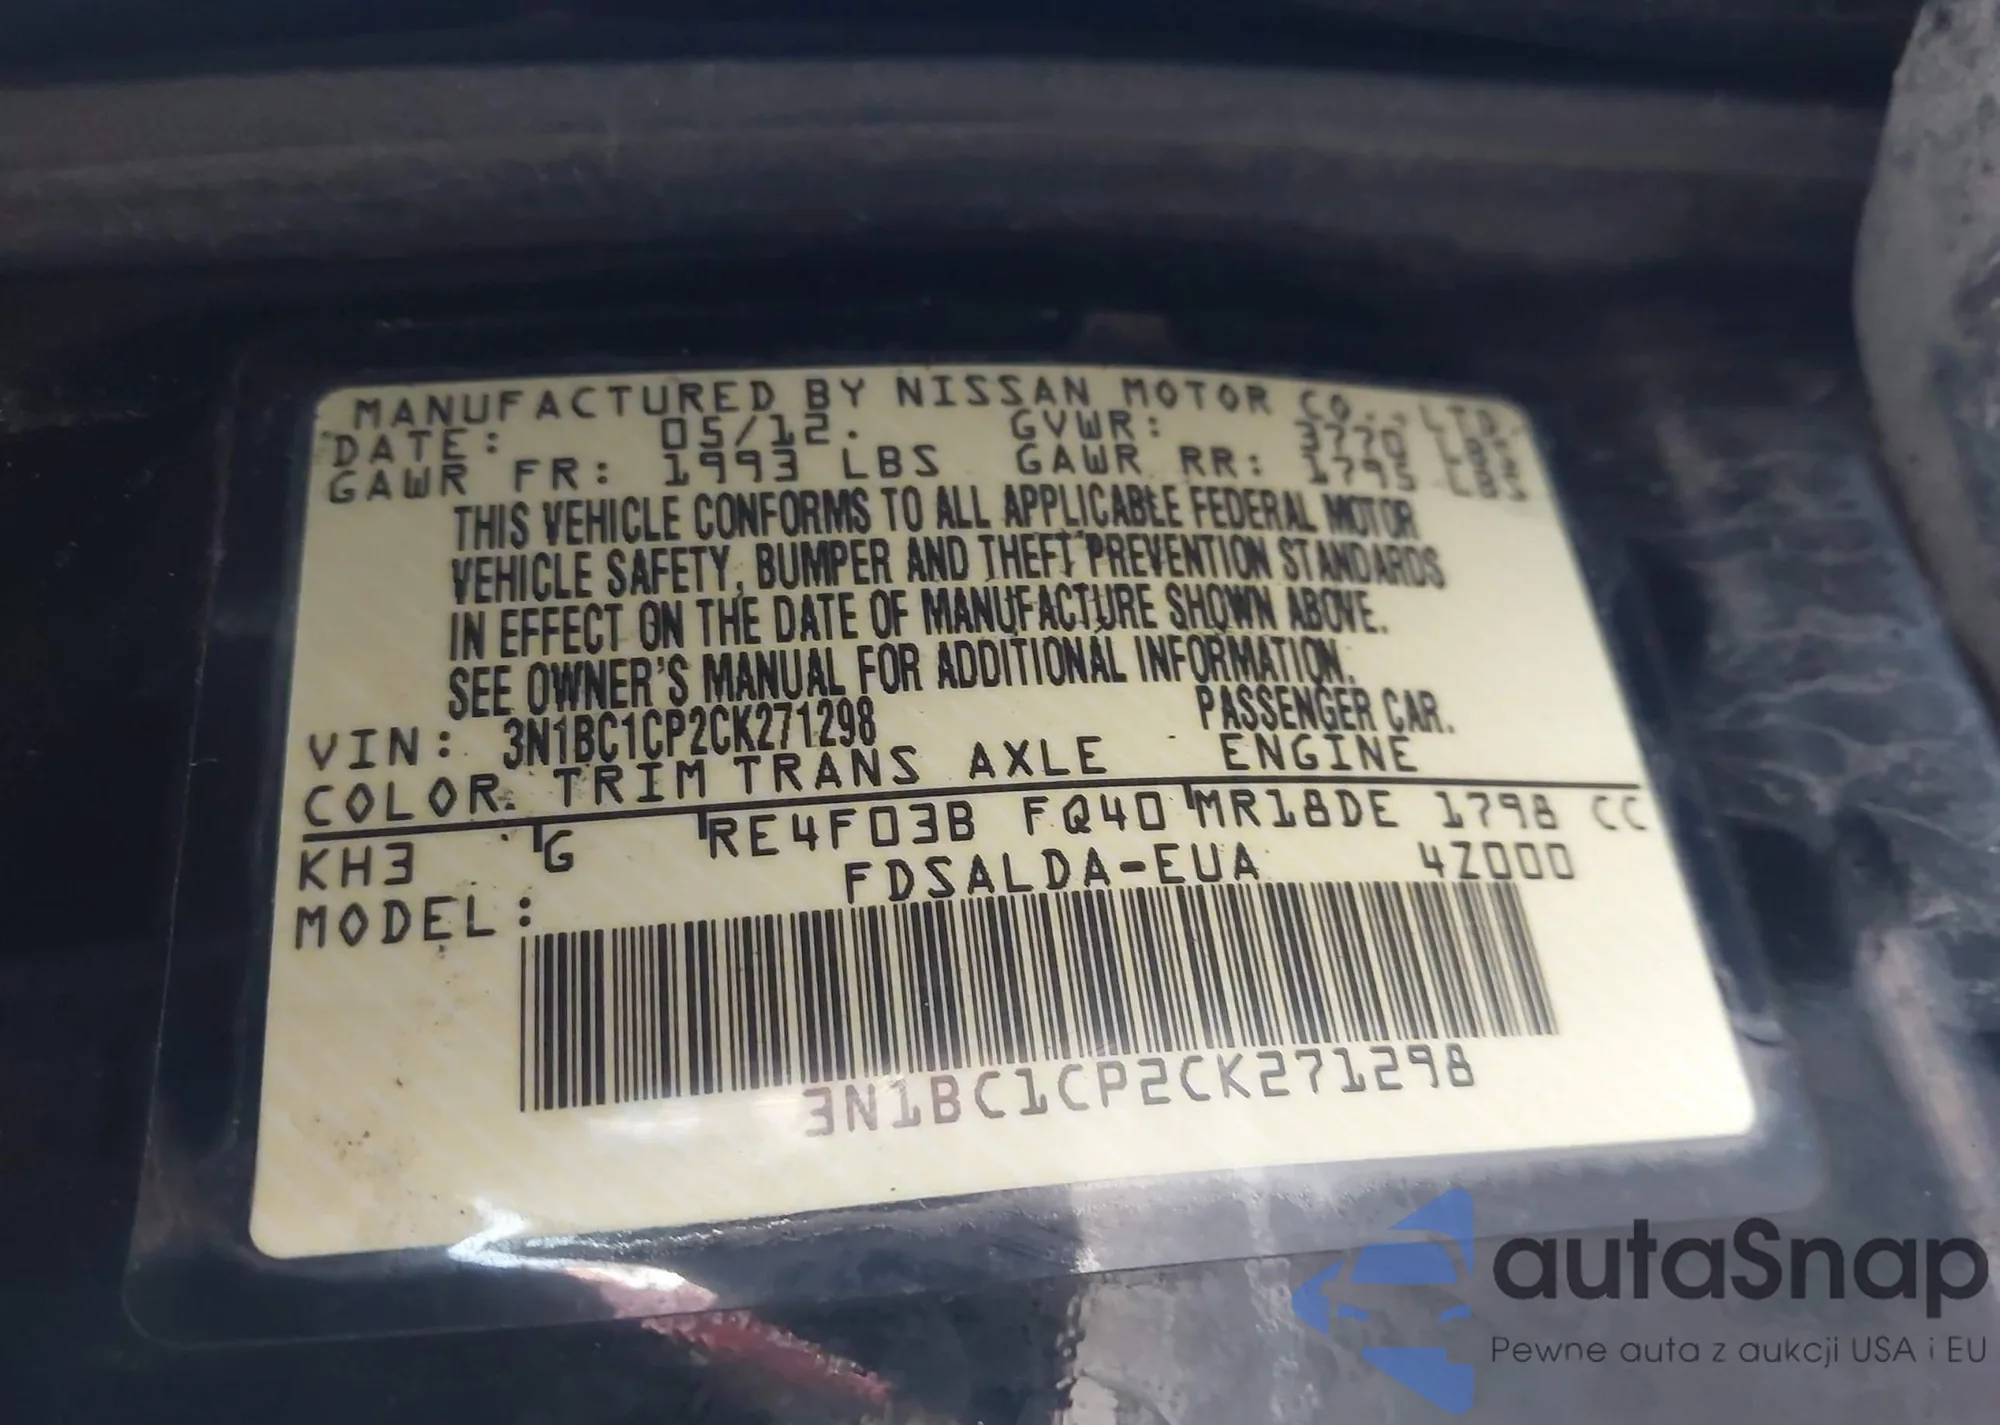 MANUFACTURED BY NISSAN MOTOR CO., LTD.
DATE: 05/12. GVWR: 3770 LBS
GAWR FR: 1993 LBS GAWR RR: 1795 LBS
THIS VEHICLE CONFORMS TO ALL APPLICABLE FEDERAL MOTOR
VEHICLE SAFETY, BUMPER AND THEFT PREVENTION STANDARDS
IN EFFECT ON THE DATE OF MANUFACTURE SHOWN ABOVE.
SEE OWNER'S MANUAL FOR ADDITIONAL INFORMATION.
VIN: 3N1BC1CP2CK271298 PASSENGER CAR.
COLOR TRIM TRANS AXLE ENGINE
KH3 G RE4F03B FQ40 MR18DE 1798 CC
MODEL: FDSALDA-EUA 4Z000
3N1BC1CP2CK271298
autaSnap
Pewne auta z aukcji USA i EU